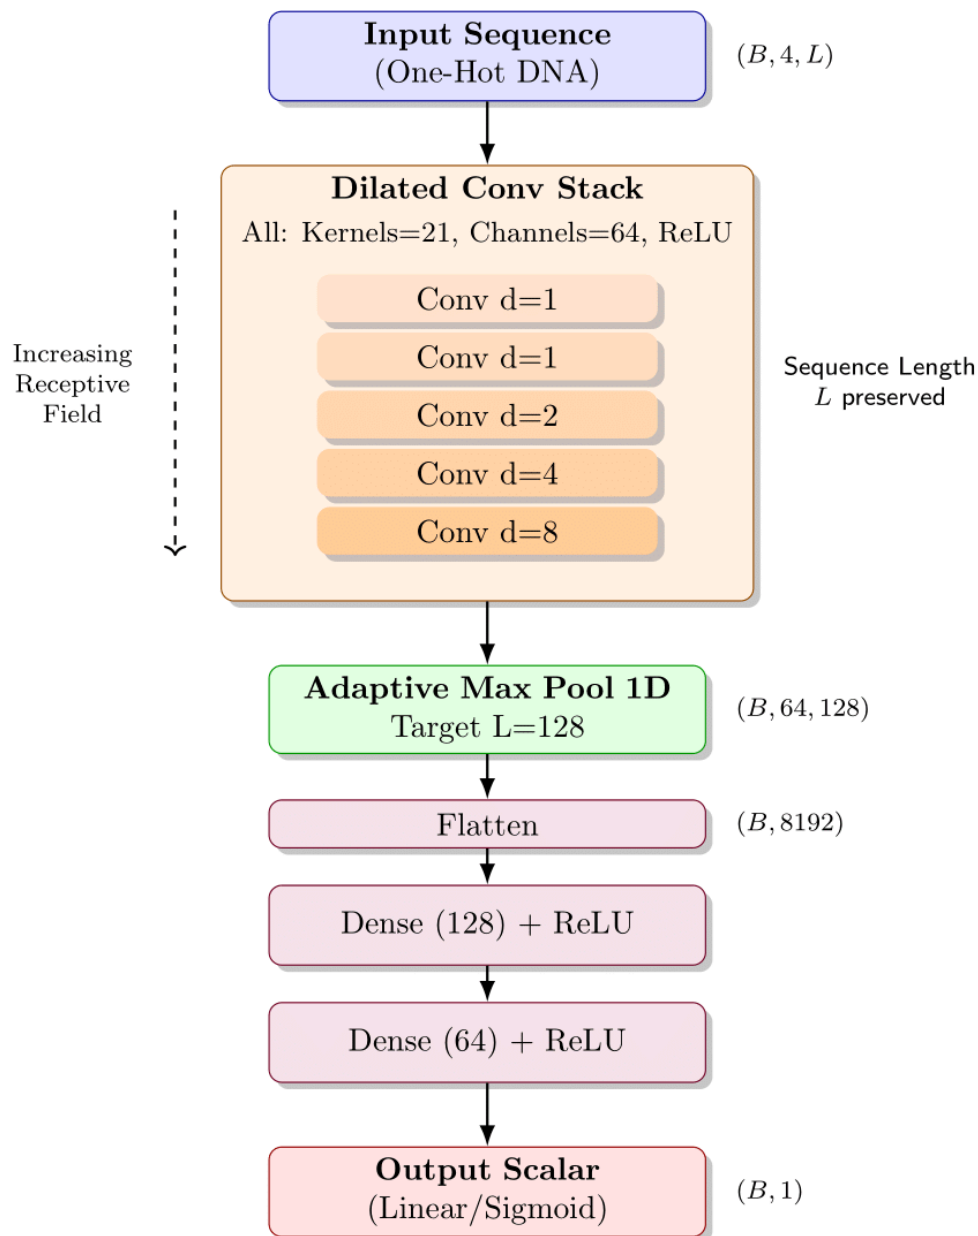 Input Sequence
(One-Hot DNA)
(B, 4, L)
Dilated Conv Stack
All: Kernels=21, Channels=64, ReLU
Conv d=1
Conv d=1
Conv d=2
Conv d=4
Conv d=8
Increasing
Receptive
Field
Sequence Length
L preserved
Adaptive Max Pool 1D
Target L=128
(B, 64, 128)
Flatten
(B, 8192)
Dense (128) + ReLU
Dense (64) + ReLU
Output Scalar
(Linear/Sigmoid)
(B, 1)